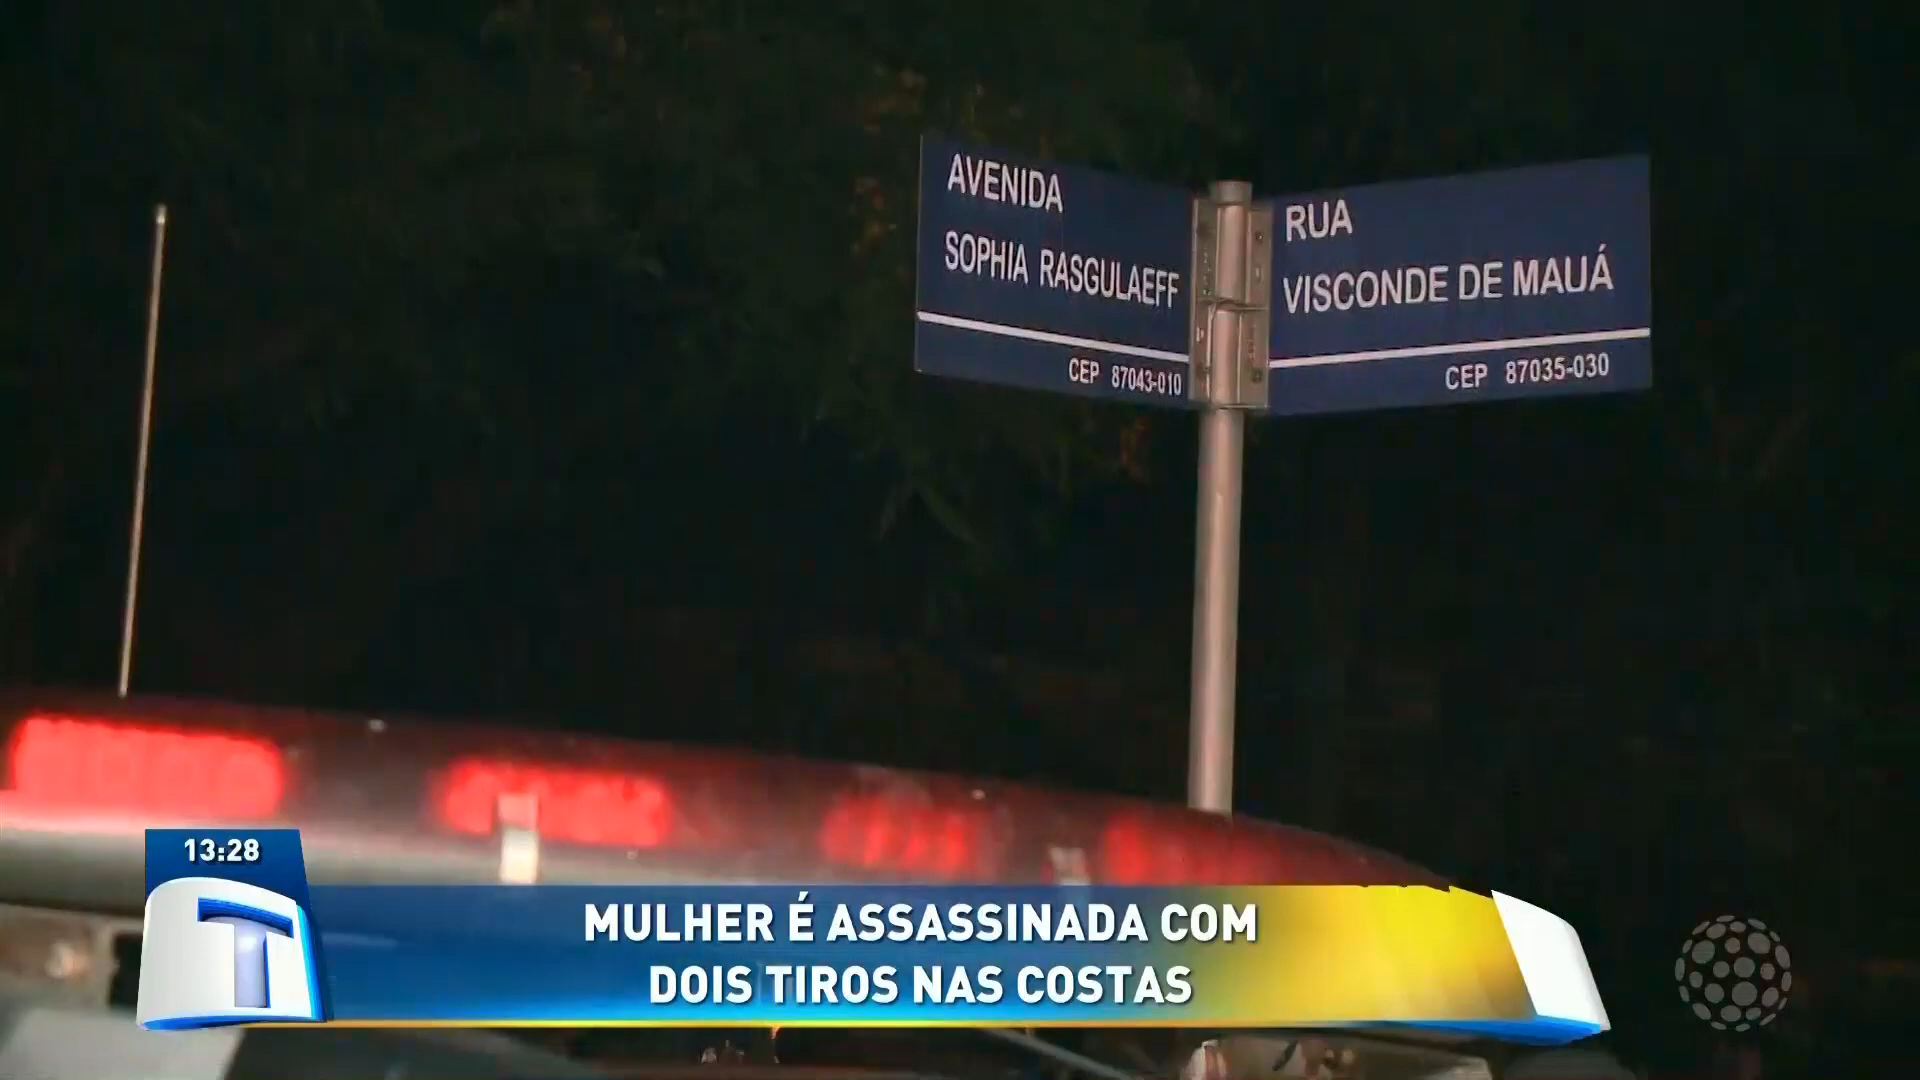 AVENIDA
SOPHIA RASGULAEFF
CEP 87043-010
RUA
VISCONDE DE MAUÁ
CEP 87035-030
13:28
T
MULHER É ASSASSINADA COM
DOIS TIROS NAS COSTAS